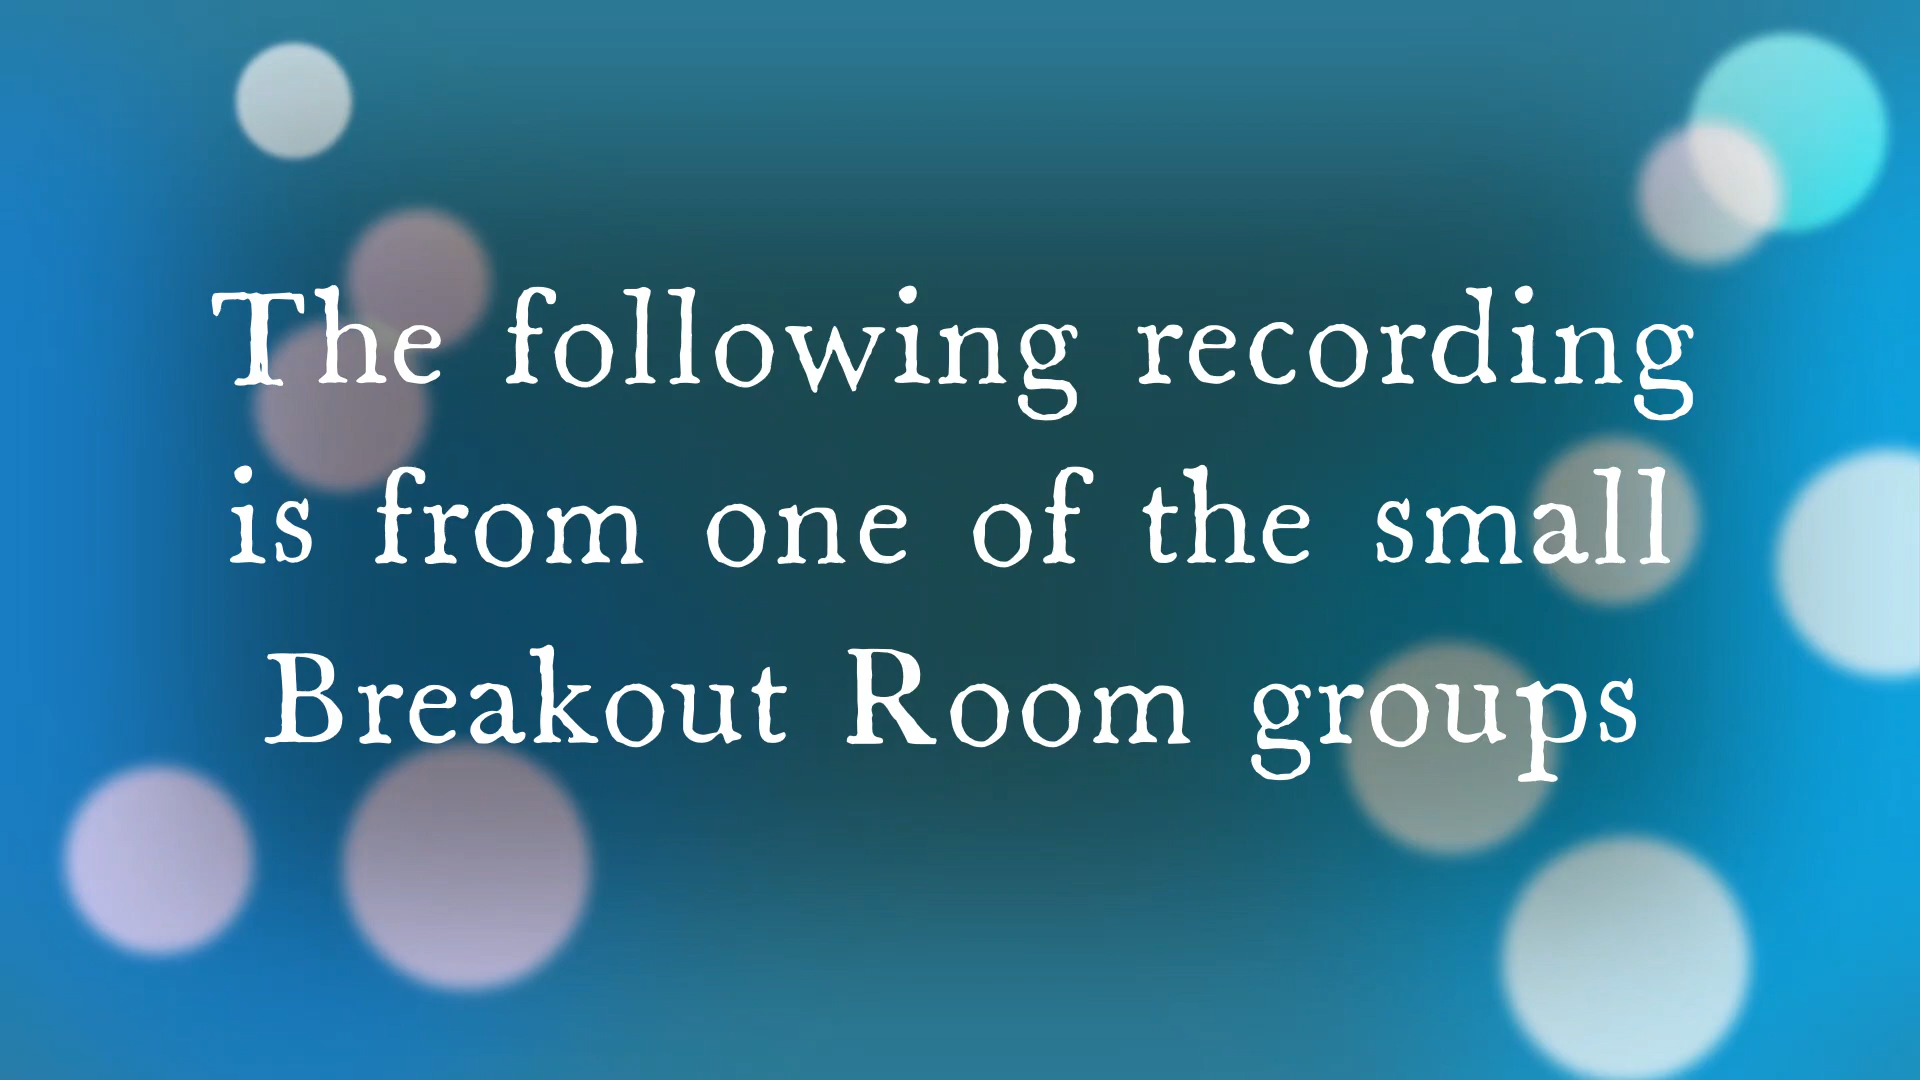 The following recording
is from one of the small
Breakout Room groups